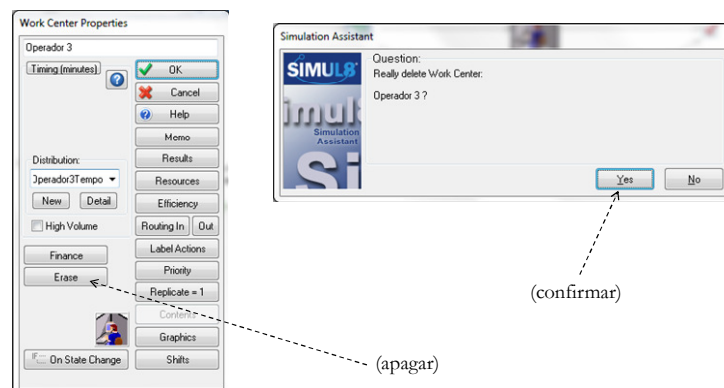 Work Center Properties
Operador 3
Timing (minutes)
OK
Cancel
Help
Memo
Distribution:
Results
Operador3Tempo
Resources
New
Detail
Efficiency
High Volume
Routing In
Out
Finance
Label Actions
Erase
Priority
Replicate = 1
Contents
Graphics
IF
On State Change
Shifts
Simulation Assistant
SIMUL8
Simulation
Assistant
Si
Question:
Really delete Work Center:
Operador 3 ?
Yes
No
(confirmar)
(apagar)